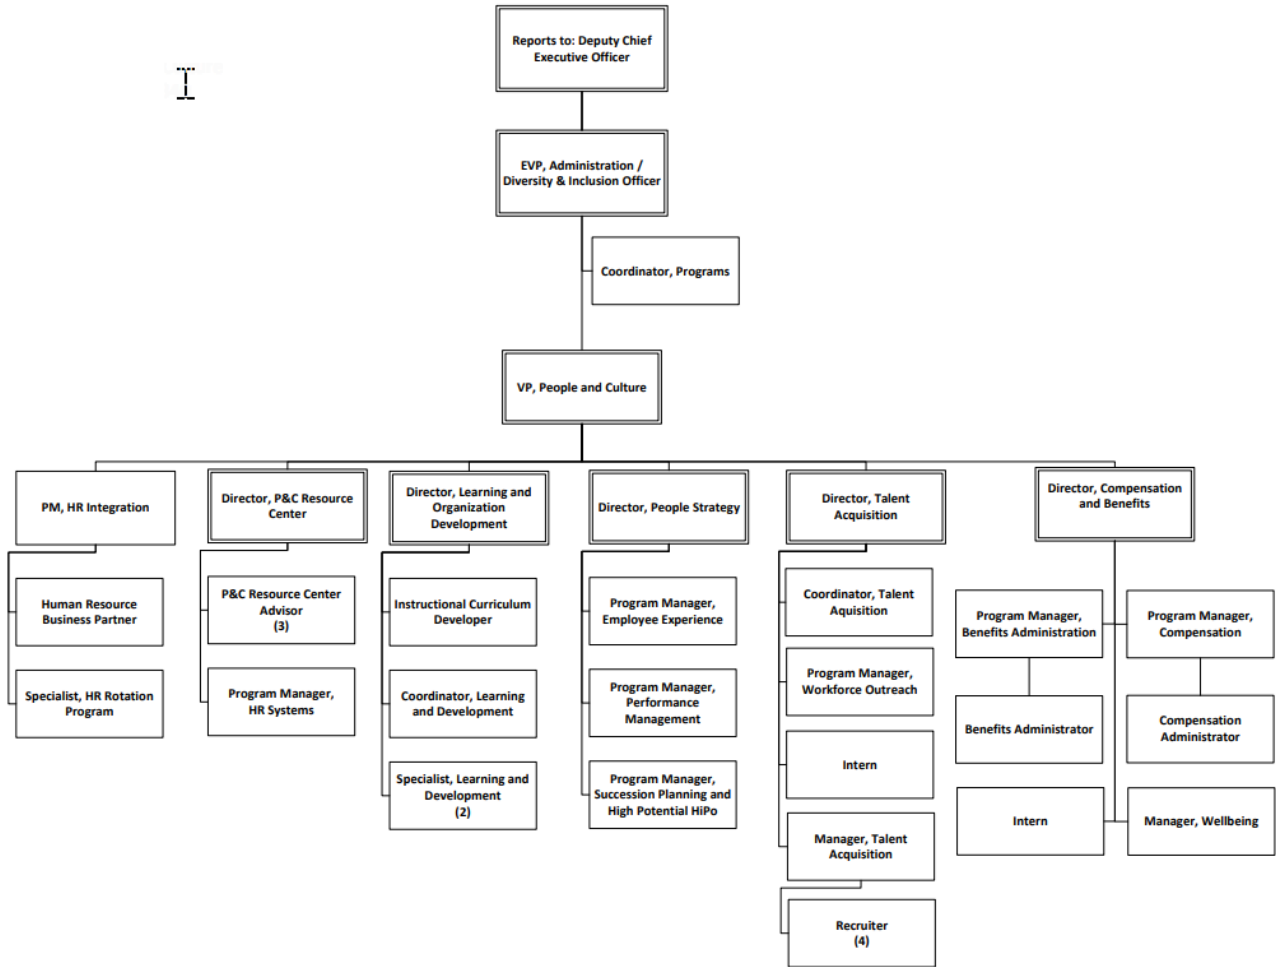 Reports to: Deputy Chief
Executive Officer
EVP, Administration /
Diversity & Inclusion Officer
Coordinator, Programs
VP, People and Culture
PM, HR Integration
Director, P&C Resource
Center
Director, Learning and
Organization
Development
Director, People Strategy
Director, Talent
Acquisition
Director, Compensation
and Benefits
Human Resource
Business Partner
Specialist, HR Rotation
Program
P&C Resource Center
Advisor
(3)
Program Manager,
HR Systems
Instructional Curriculum
Developer
Coordinator, Learning
and Development
Specialist, Learning and
Development
(2)
Program Manager,
Employee Experience
Program Manager,
Performance
Management
Program Manager,
Succession Planning and
High Potential HiPo
Coordinator, Talent
Aquisition
Program Manager,
Workforce Outreach
Intern
Manager, Talent
Acquisition
Recruiter
(4)
Program Manager,
Benefits Administration
Benefits Administrator
Intern
Program Manager,
Compensation
Compensation
Administrator
Manager, Wellbeing